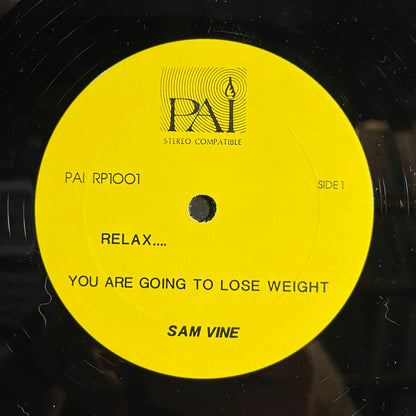 PAI
STEREO COMPATIBLE
PAI RP1001 SIDE 1
RELAX....
YOU ARE GOING TO LOSE WEIGHT
SAM VINE